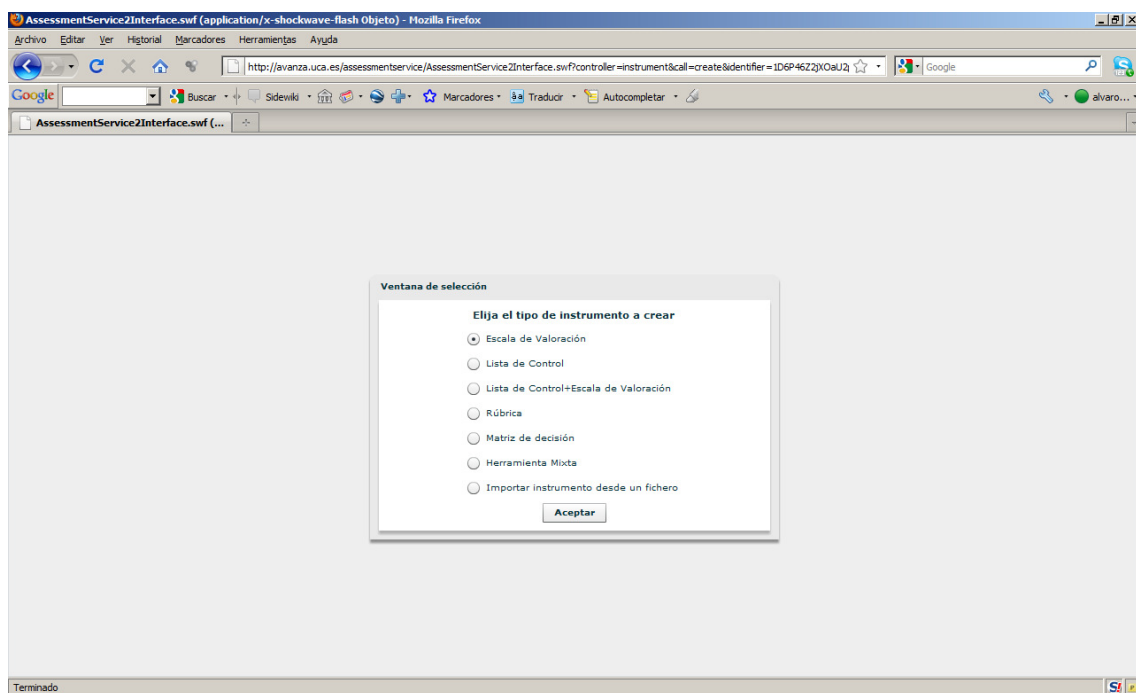 AssessmentService2Interface.swf (application/x-shockwave-flash Objeto) - Mozilla Firefox
Archivo Editar Ver Historial Marcadores Herramientas Ayuda
http://avanza.uca.es/assessmentservice/AssessmentService2Interface.swf?controller=instrument&call=create&identifier=1D6P46Z2jXOaU2j Google
Google Buscar Sidewiki Marcadores Traducir Autocompletar alvaro...
AssessmentService2Interface.swf (...
Ventana de selección
Elija el tipo de instrumento a crear
Escala de Valoración
Lista de Control
Lista de Control+Escala de Valoración
Rúbrica
Matriz de decisión
Herramienta Mixta
Importar instrumento desde un fichero
Aceptar
Terminado